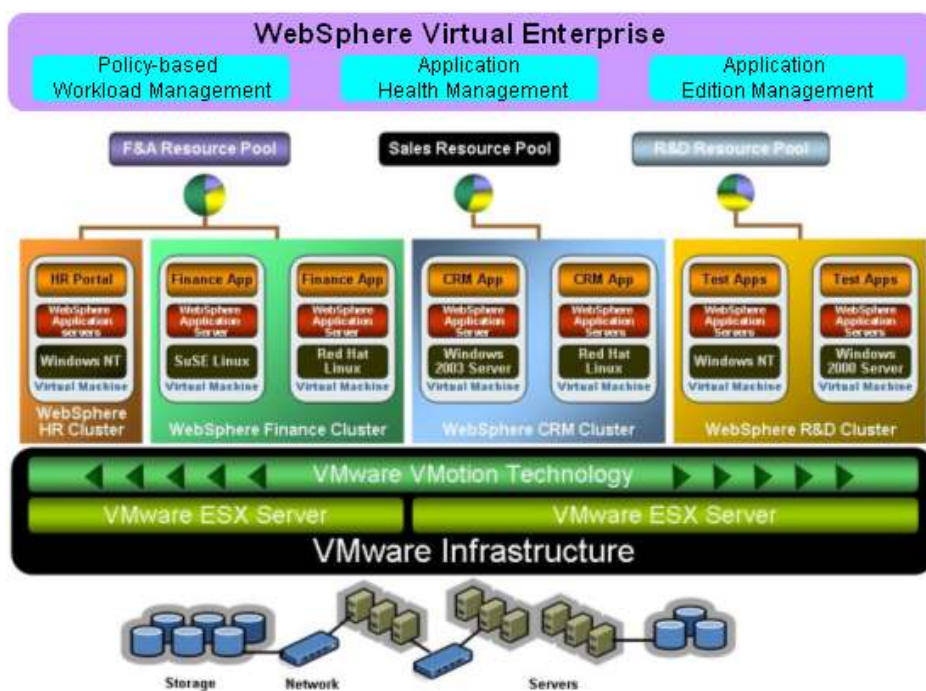 WebSphere Virtual Enterprise
Policy-based
Workload Management
Application
Health Management
Application
Edition Management
F&A Resource Pool
Sales Resource Pool
R&D Resource Pool
HR Portal
WebSphere
Application
servers
Windows NT
Virtual Machine
WebSphere
HR Cluster
Finance App
WebSphere
Application
Server
SuSE Linux
Virtual Machine
Finance App
WebSphere
Application
Server
Red Hat
Linux
Virtual Machine
WebSphere Finance Cluster
CRM App
WebSphere
Application
Server
Windows
2003 Server
Virtual Machine
CRM App
WebSphere
Application
Servers
Red Hat
Linux
Virtual Machine
WebSphere CRM Cluster
Test Apps
WebSphere
Application
Servers
Windows NT
Virtual Machine
Test Apps
WebSphere
Application
Servers
Windows
2000 Server
Virtual Machine
WebSphere R&D Cluster
VMware VMotion Technology
VMware ESX Server
VMware ESX Server
VMware Infrastructure
Storage
Network
Servers